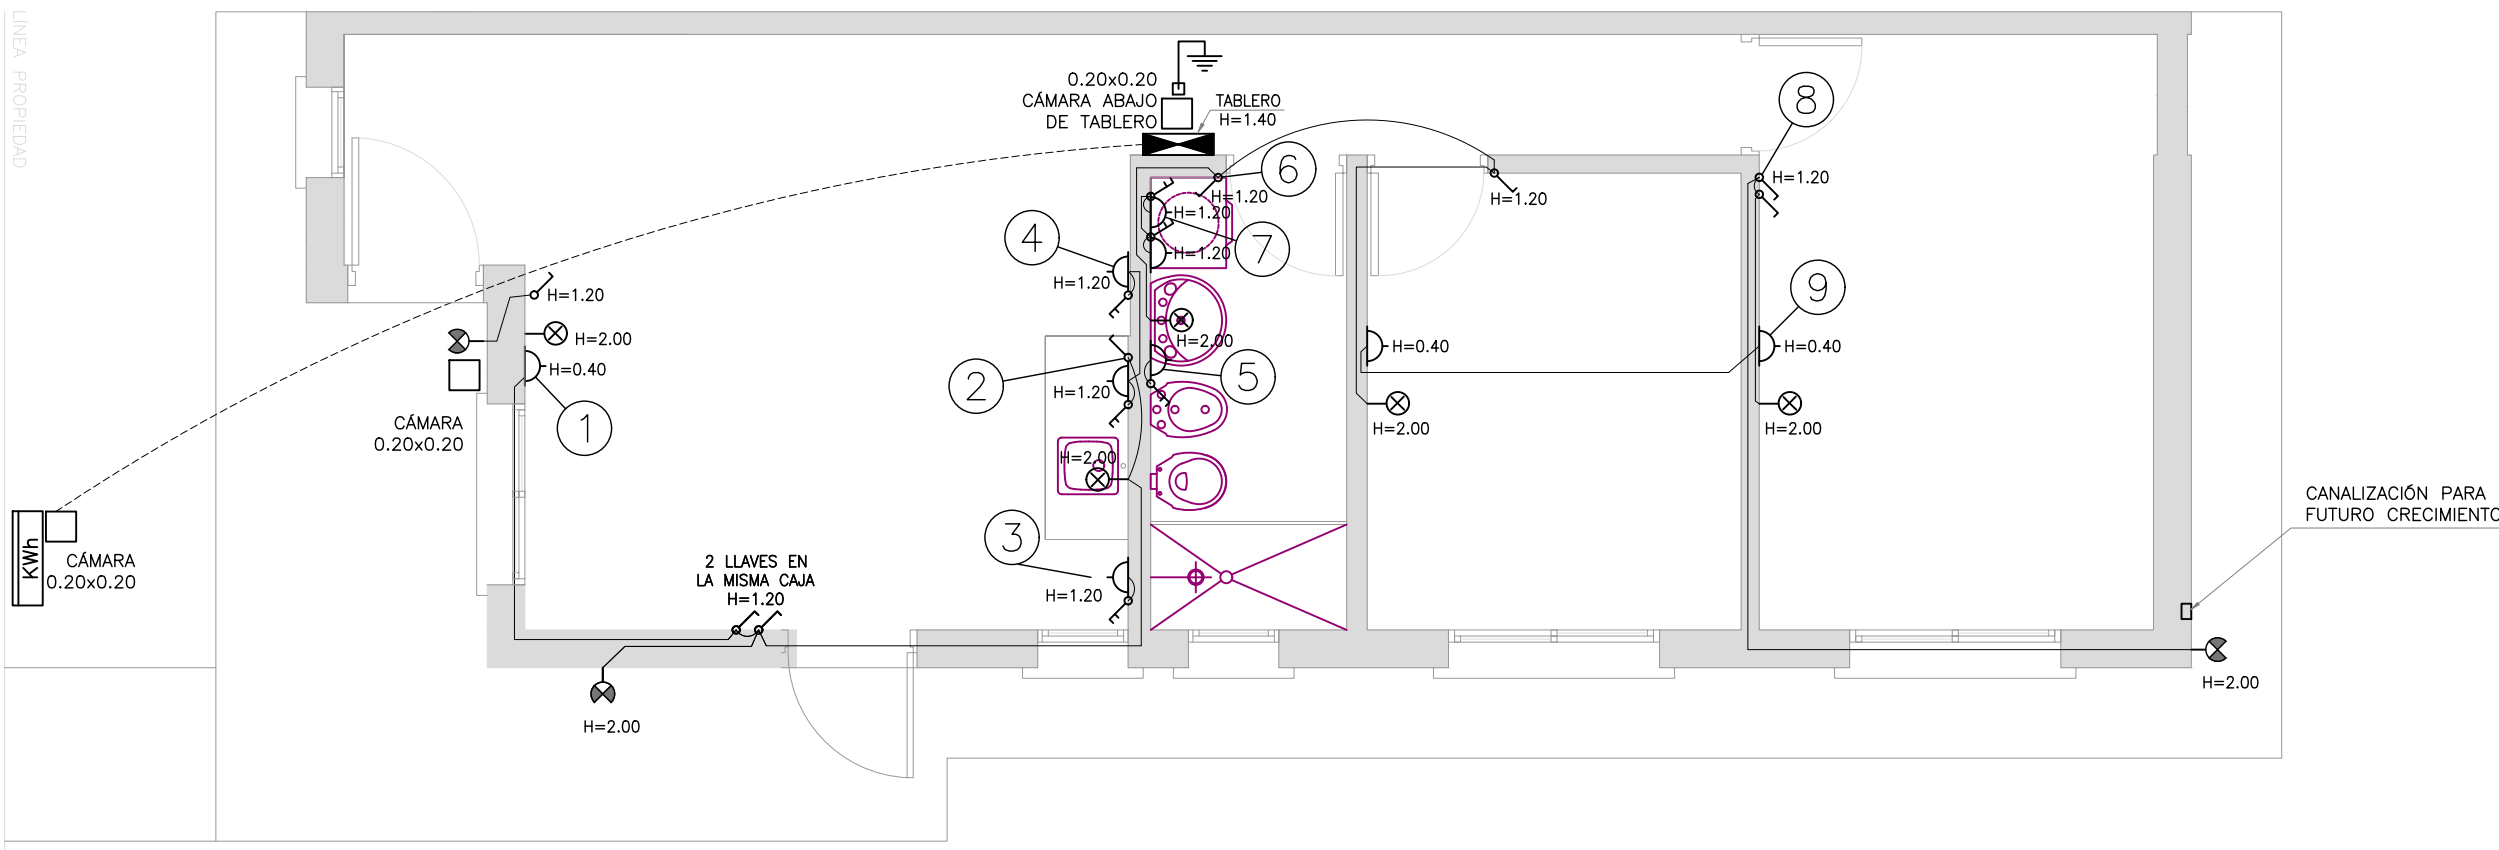 LÍNEA PROPIEDAD
0.20x0.20
CÁMARA ABAJO
DE TABLERO
TABLERO
H=1.40
8
6
H=1.20
H=1.20
H=1.20
H=1.20
4
7
H=1.20
H=1.20
H=1.20
9
H=2.00
H=2.00
H=0.40
H=0.40
H=0.40
2
5
H=1.20
CÁMARA
0.20x0.20
1
H=2.00
H=2.00
H=2.00
CANALIZACIÓN PARA
FUTURO CRECIMIENTO
KWh
3
CÁMARA
0.20x0.20
2 LLAVES EN
LA MISMA CAJA
H=1.20
H=1.20
H=2.00
H=2.00